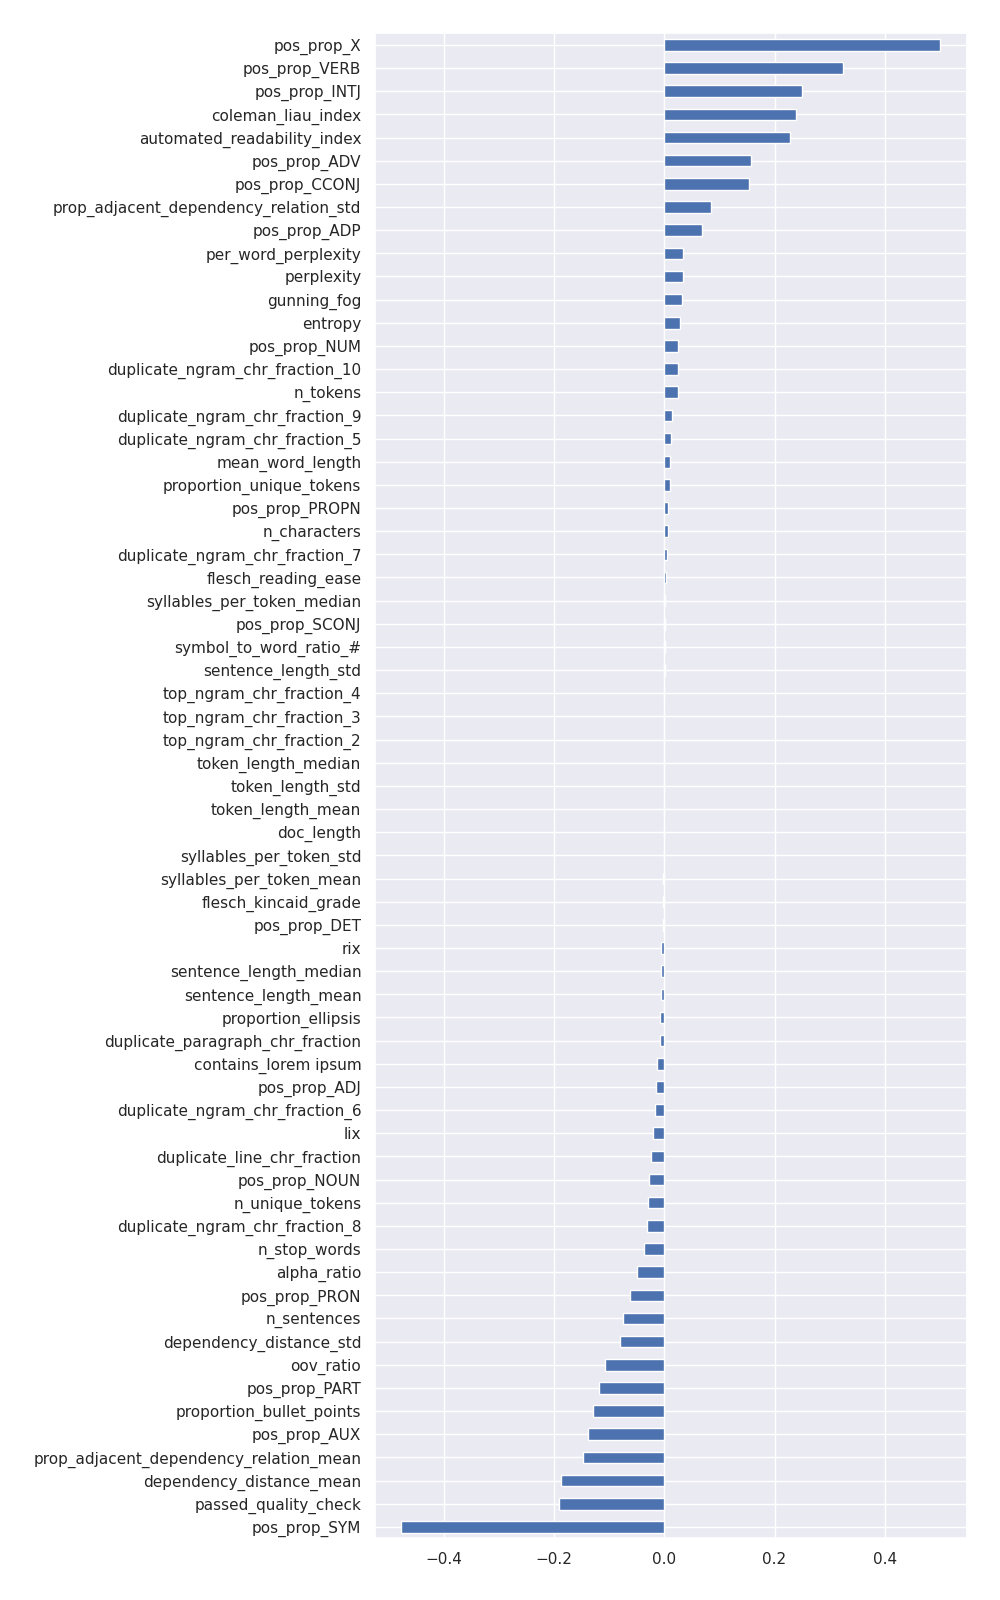 pos_prop_X
pos_prop_VERB
pos_prop_INTJ
coleman_liau_index
automated_readability_index
pos_prop_ADV
pos_prop_CCONJ
prop_adjacent_dependency_relation_std
pos_prop_ADP
per_word_perplexity
perplexity
gunning_fog
entropy
pos_prop_NUM
duplicate_ngram_chr_fraction_10
n_tokens
duplicate_ngram_chr_fraction_9
duplicate_ngram_chr_fraction_5
mean_word_length
proportion_unique_tokens
pos_prop_PROPN
n_characters
duplicate_ngram_chr_fraction_7
flesch_reading_ease
syllables_per_token_median
pos_prop_SCONJ
symbol_to_word_ratio_#
sentence_length_std
top_ngram_chr_fraction_4
top_ngram_chr_fraction_3
top_ngram_chr_fraction_2
token_length_median
token_length_std
token_length_mean
doc_length
syllables_per_token_std
syllables_per_token_mean
flesch_kincaid_grade
pos_prop_DET
rix
sentence_length_median
sentence_length_mean
proportion_ellipsis
duplicate_paragraph_chr_fraction
contains_lorem ipsum
pos_prop_ADJ
duplicate_ngram_chr_fraction_6
lix
duplicate_line_chr_fraction
pos_prop_NOUN
n_unique_tokens
duplicate_ngram_chr_fraction_8
n_stop_words
alpha_ratio
pos_prop_PRON
n_sentences
dependency_distance_std
oov_ratio
pos_prop_PART
proportion_bullet_points
pos_prop_AUX
prop_adjacent_dependency_relation_mean
dependency_distance_mean
passed_quality_check
pos_prop_SYM
−0.4 −0.2 0.0 0.2 0.4